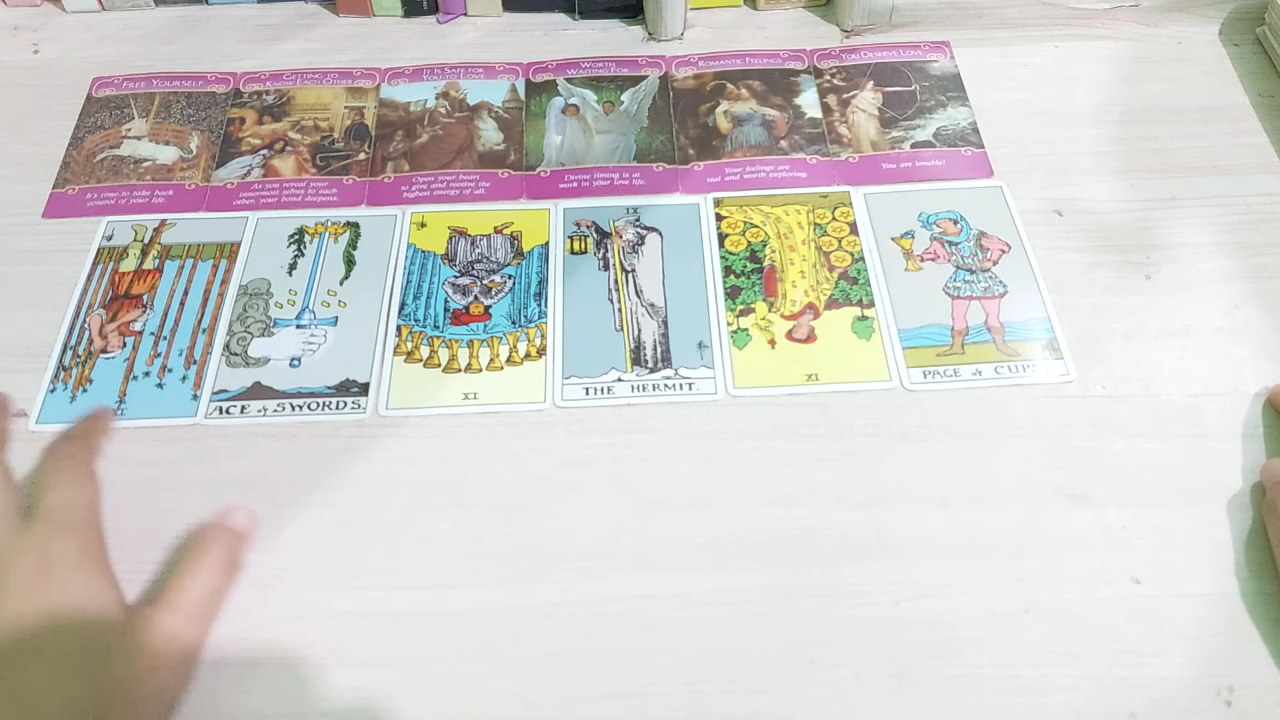 FREE YOURSELF
It's time to take back
control of your life.
GETTING TO
KNOW EACH OTHER
As you reveal your
innermost selves to each
other, your bond deepens.
IT IS SAFE FOR
YOU TO LOVE
Open your heart
to give and receive the
highest energy of all.
WORTH
WAITING FOR
Divine timing is at
work in your love life.
ROMANTIC FEELINGS
Your feelings are
real and worth exploring.
YOU DESERVE LOVE
You are lovable!
ACE of SWORDS.
IX
IX
THE HERMIT.
IX
PAGE of CUPS.